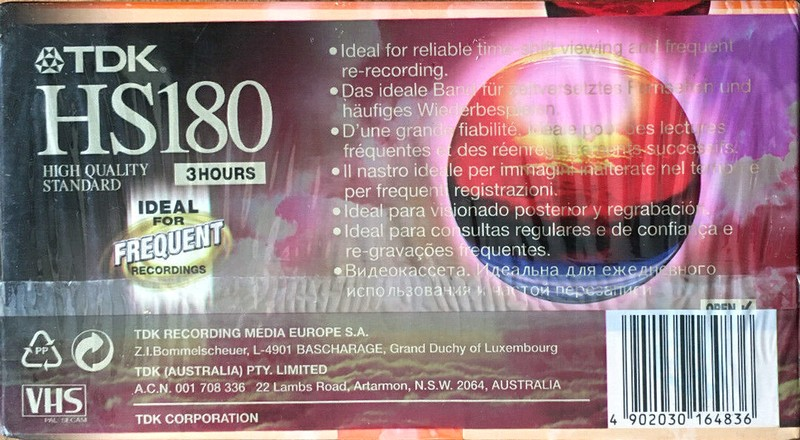 TDK
HS180
HIGH QUALITY
STANDARD
3 HOURS
IDEAL
FOR
FREQUENT
RECORDINGS
• Ideal for reliable time-shift viewing and frequent
re-recording.
• Das ideale Band für zeitversetztes Fernsehen und
häufiges Wiederbespielen.
• D'une grande fiabilité. Idéale pour des lectures
fréquentes et des réenregistrements successifs.
• Il nastro ideale per immagini inalterate nel tempo e
per frequenti registrazioni.
• Ideal para visionado posterior y regrabación.
• Ideal para consultas regulares e de confiança e
re-gravações frequentes.
• Видеокассета. Идеальна для ежедневного
использования и частой перезаписи
OPEN
PP
TDK RECORDING MEDIA EUROPE S.A.
Z.I.Bommelscheuer, L-4901 BASCHARAGE, Grand Duchy of Luxembourg
TDK (AUSTRALIA) PTY. LIMITED
A.C.N. 001 708 336 22 Lambs Road, Artarmon, N.S.W. 2064, AUSTRALIA
VHS
PAL SECAM
TDK CORPORATION
4 902030 164836